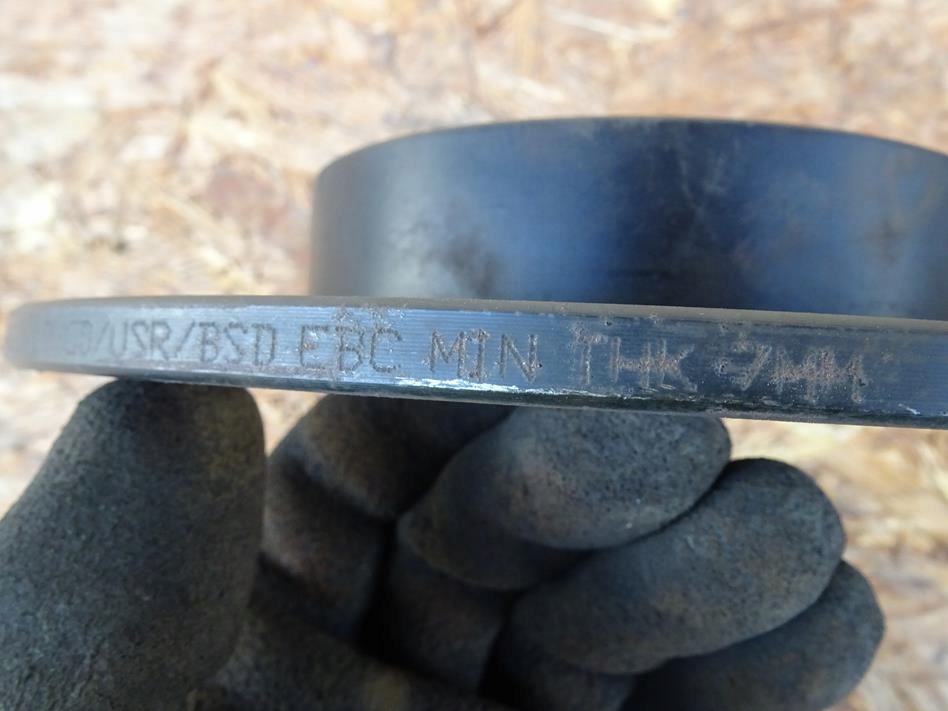 /USR/BSD EBC MIN THK 7MM